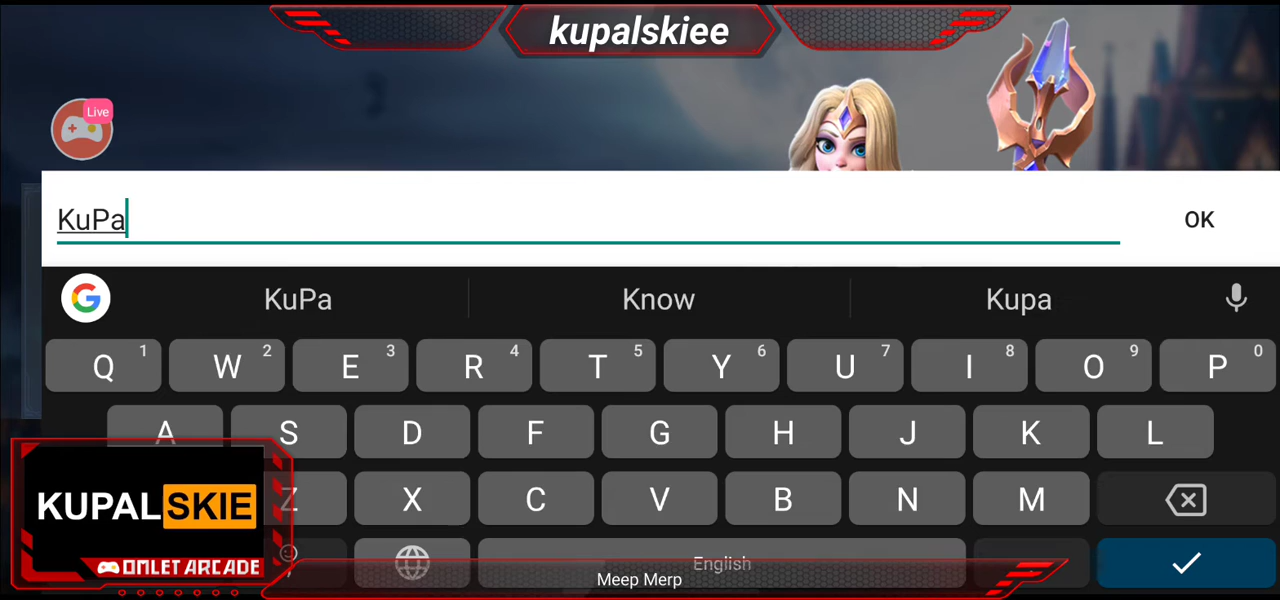 kupalskiee
Live
KuPa
OK
G
KuPa Know Kupa
Q 1 W 2 E 3 R 4 T 5 Y 6 U 7 I 8 O 9 P 0
A S D F G H J K L
Z X C V B N M
KUPALSKIE
OMLET ARCADE
, English
Meep Merp